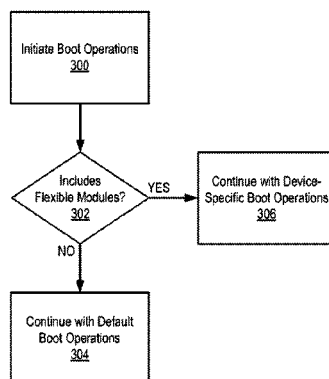 Initiate Boot Operations
300
Includes
Flexible Modules?
302
YES
Continue with Device-
Specific Boot Operations
306
NO
Continue with Default
Boot Operations
304